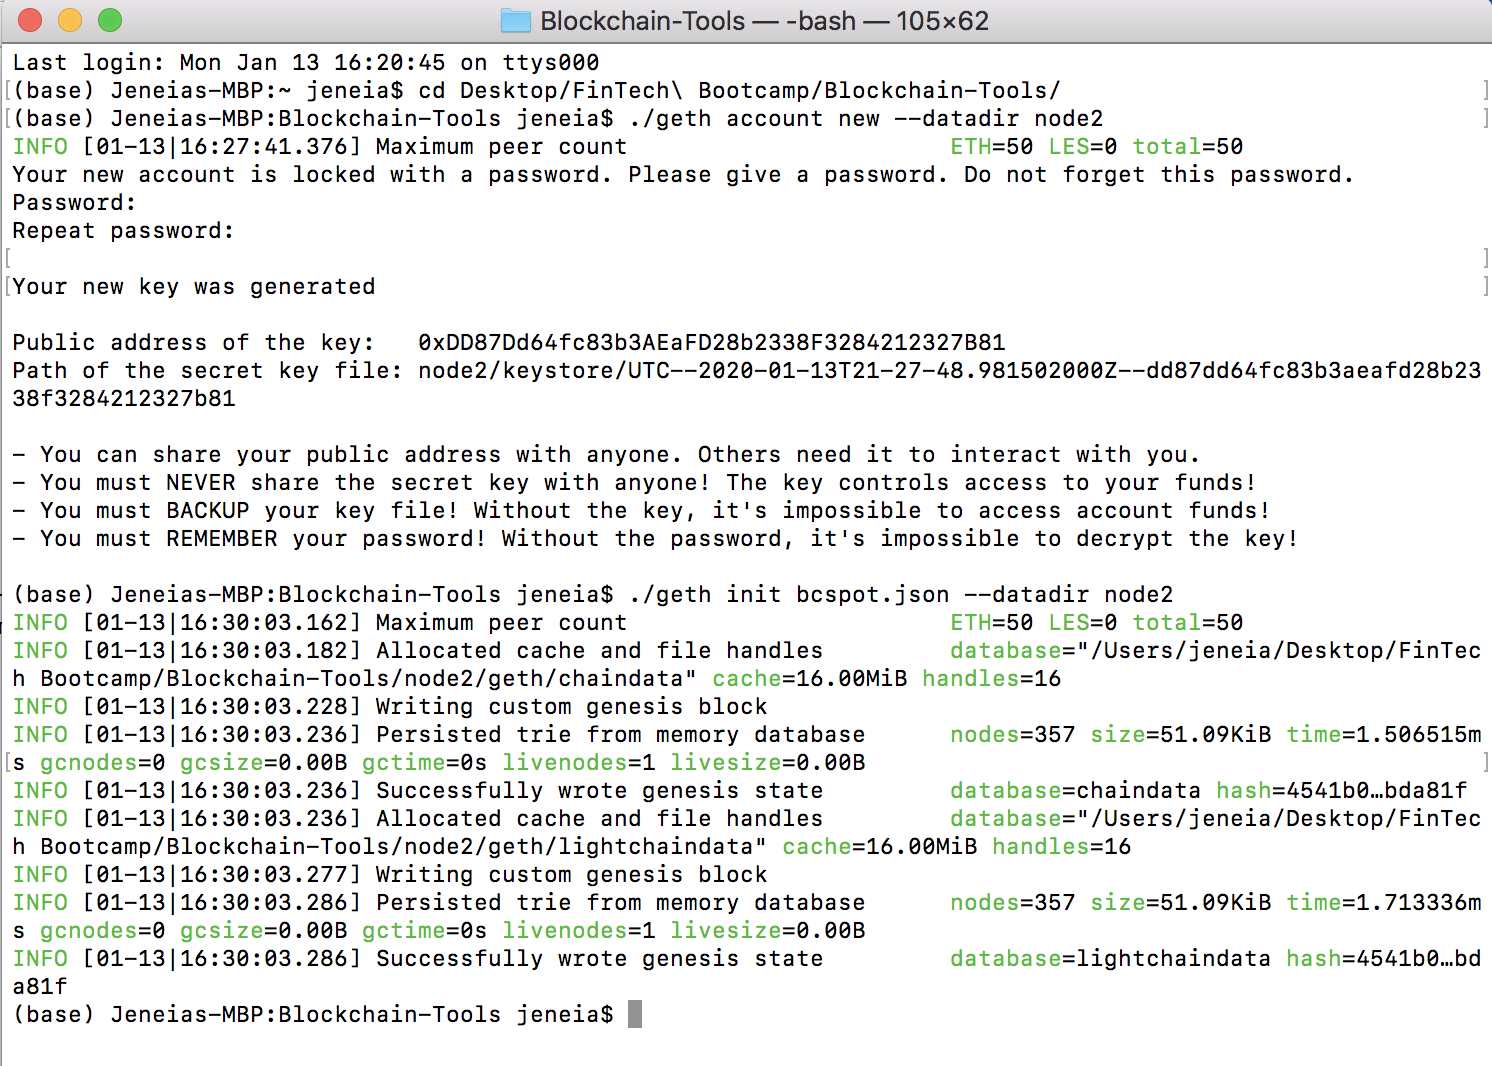 Blockchain-Tools — -bash — 105×62
Last login: Mon Jan 13 16:20:45 on ttys000
[(base) Jeneias-MBP:~ jeneia$ cd Desktop/FinTech\ Bootcamp/Blockchain-Tools/ ]
[(base) Jeneias-MBP:Blockchain-Tools jeneia$ ./geth account new --datadir node2 ]
INFO [01-13|16:27:41.376] Maximum peer count                       ETH=50 LES=0 total=50
Your new account is locked with a password. Please give a password. Do not forget this password.
Password:
Repeat password:
[ ]
[Your new key was generated ]
Public address of the key:   0xDD87Dd64fc83b3AEaFD28b2338F3284212327B81
Path of the secret key file: node2/keystore/UTC--2020-01-13T21-27-48.981502000Z--dd87dd64fc83b3aeafd28b23
38f3284212327b81
- You can share your public address with anyone. Others need it to interact with you.
- You must NEVER share the secret key with anyone! The key controls access to your funds!
- You must BACKUP your key file! Without the key, it's impossible to access account funds!
- You must REMEMBER your password! Without the password, it's impossible to decrypt the key!
(base) Jeneias-MBP:Blockchain-Tools jeneia$ ./geth init bcspot.json --datadir node2
INFO [01-13|16:30:03.162] Maximum peer count                       ETH=50 LES=0 total=50
INFO [01-13|16:30:03.182] Allocated cache and file handles         database="/Users/jeneia/Desktop/FinTec
h Bootcamp/Blockchain-Tools/node2/geth/chaindata" cache=16.00MiB handles=16
INFO [01-13|16:30:03.228] Writing custom genesis block
INFO [01-13|16:30:03.236] Persisted trie from memory database      nodes=357 size=51.09KiB time=1.506515m
[s gcnodes=0 gcsize=0.00B gctime=0s livenodes=1 livesize=0.00B ]
INFO [01-13|16:30:03.236] Successfully wrote genesis state         database=chaindata hash=4541b0…bda81f
INFO [01-13|16:30:03.236] Allocated cache and file handles         database="/Users/jeneia/Desktop/FinTec
h Bootcamp/Blockchain-Tools/node2/geth/lightchaindata" cache=16.00MiB handles=16
INFO [01-13|16:30:03.277] Writing custom genesis block
INFO [01-13|16:30:03.286] Persisted trie from memory database      nodes=357 size=51.09KiB time=1.713336m
s gcnodes=0 gcsize=0.00B gctime=0s livenodes=1 livesize=0.00B
INFO [01-13|16:30:03.286] Successfully wrote genesis state         database=lightchaindata hash=4541b0…bd
a81f
(base) Jeneias-MBP:Blockchain-Tools jeneia$